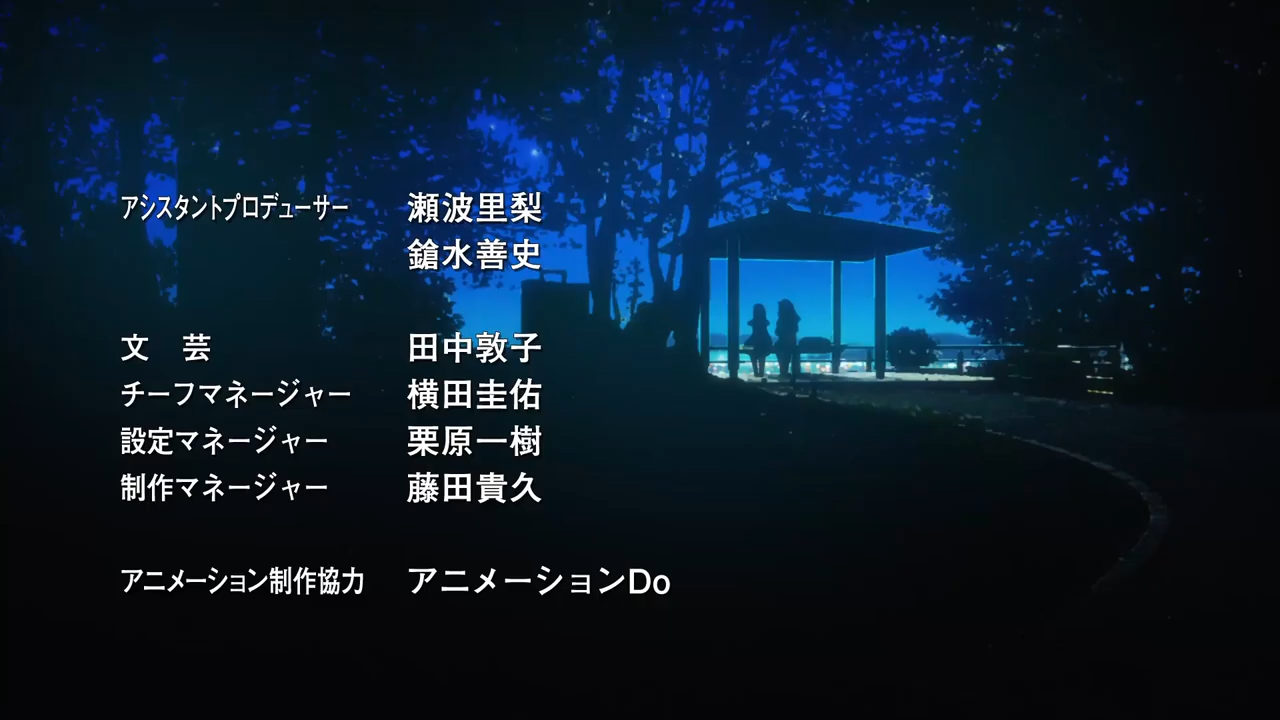 アシスタントプロデューサー 瀬波里梨
鎗水善史
文 芸 田中敦子
チーフマネージャー 横田圭佑
設定マネージャー 栗原一樹
制作マネージャー 藤田貴久
アニメーション制作協力 アニメーションDo